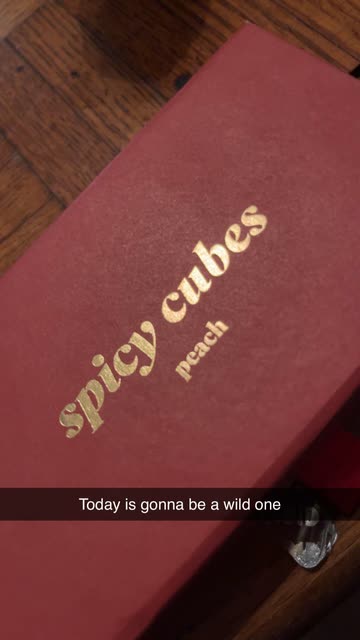 spicy cubes
peach
Today is gonna be a wild one